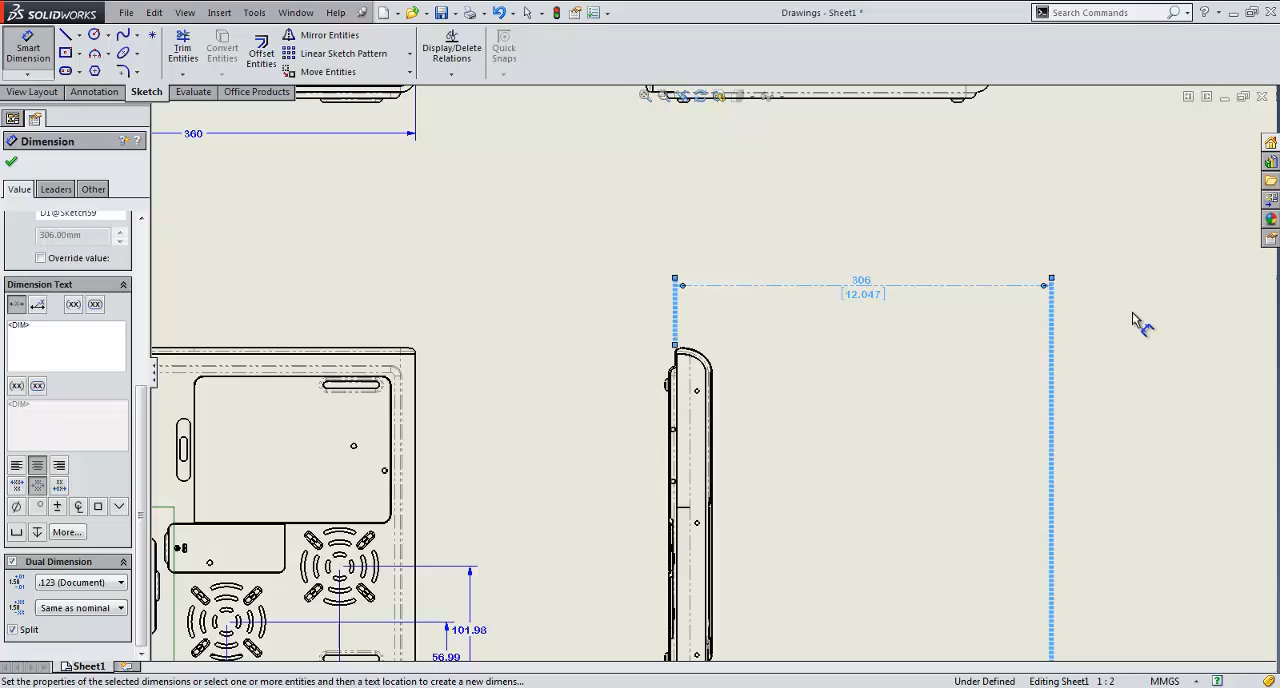 SOLIDWORKS
File Edit View Insert Tools Window Help
Drawings - Sheet1 *
Search Commands
Smart Dimension
Trim Entities
Convert Entities
Offset Entities
Mirror Entities
Linear Sketch Pattern
Move Entities
Display/Delete Relations
Quick Snaps
View Layout Annotation Sketch Evaluate Office Products
Dimension
Value Leaders Other
D1@Sketch59
306.00mm
Override value:
Dimension Text
<DIM>
<DIM>
More...
Dual Dimension
.123 (Document)
Same as nominal
Split
360
306
[12.047]
101.98
56.99
Sheet1
Set the properties of the selected dimensions or select one or more entities and then a text location to create a new dimens...
Under Defined Editing Sheet1 1 : 2 MMGS